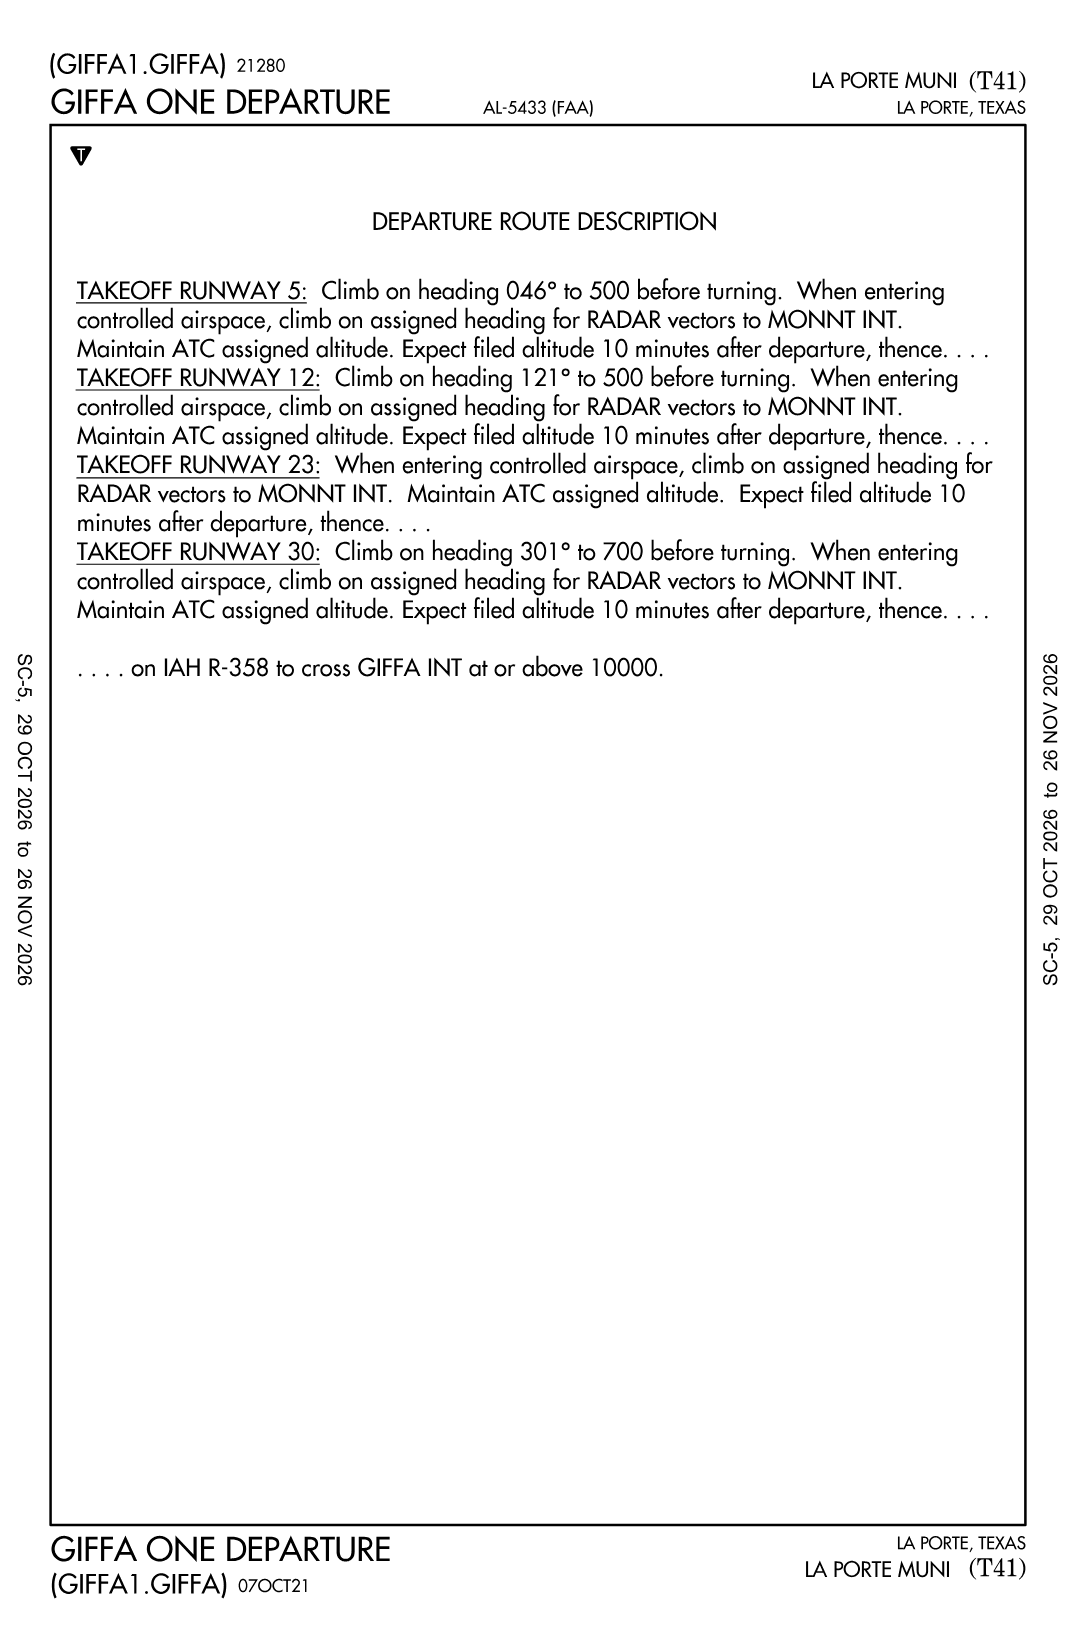 (GIFFA1.GIFFA) 21280
GIFFA ONE DEPARTURE
AL-5433 (FAA)
LA PORTE MUNI (T41)
LA PORTE, TEXAS
T
DEPARTURE ROUTE DESCRIPTION
TAKEOFF RUNWAY 5: Climb on heading 046° to 500 before turning. When entering
controlled airspace, climb on assigned heading for RADAR vectors to MONNT INT.
Maintain ATC assigned altitude. Expect filed altitude 10 minutes after departure, thence. . . .
TAKEOFF RUNWAY 12: Climb on heading 121° to 500 before turning. When entering
controlled airspace, climb on assigned heading for RADAR vectors to MONNT INT.
Maintain ATC assigned altitude. Expect filed altitude 10 minutes after departure, thence. . . .
TAKEOFF RUNWAY 23: When entering controlled airspace, climb on assigned heading for
RADAR vectors to MONNT INT. Maintain ATC assigned altitude. Expect filed altitude 10
minutes after departure, thence. . . .
TAKEOFF RUNWAY 30: Climb on heading 301° to 700 before turning. When entering
controlled airspace, climb on assigned heading for RADAR vectors to MONNT INT.
Maintain ATC assigned altitude. Expect filed altitude 10 minutes after departure, thence. . . .
. . . . on IAH R-358 to cross GIFFA INT at or above 10000.
SC-5, 29 OCT 2026 to 26 NOV 2026
SC-5, 29 OCT 2026 to 26 NOV 2026
GIFFA ONE DEPARTURE
(GIFFA1.GIFFA) 07OCT21
LA PORTE, TEXAS
LA PORTE MUNI (T41)